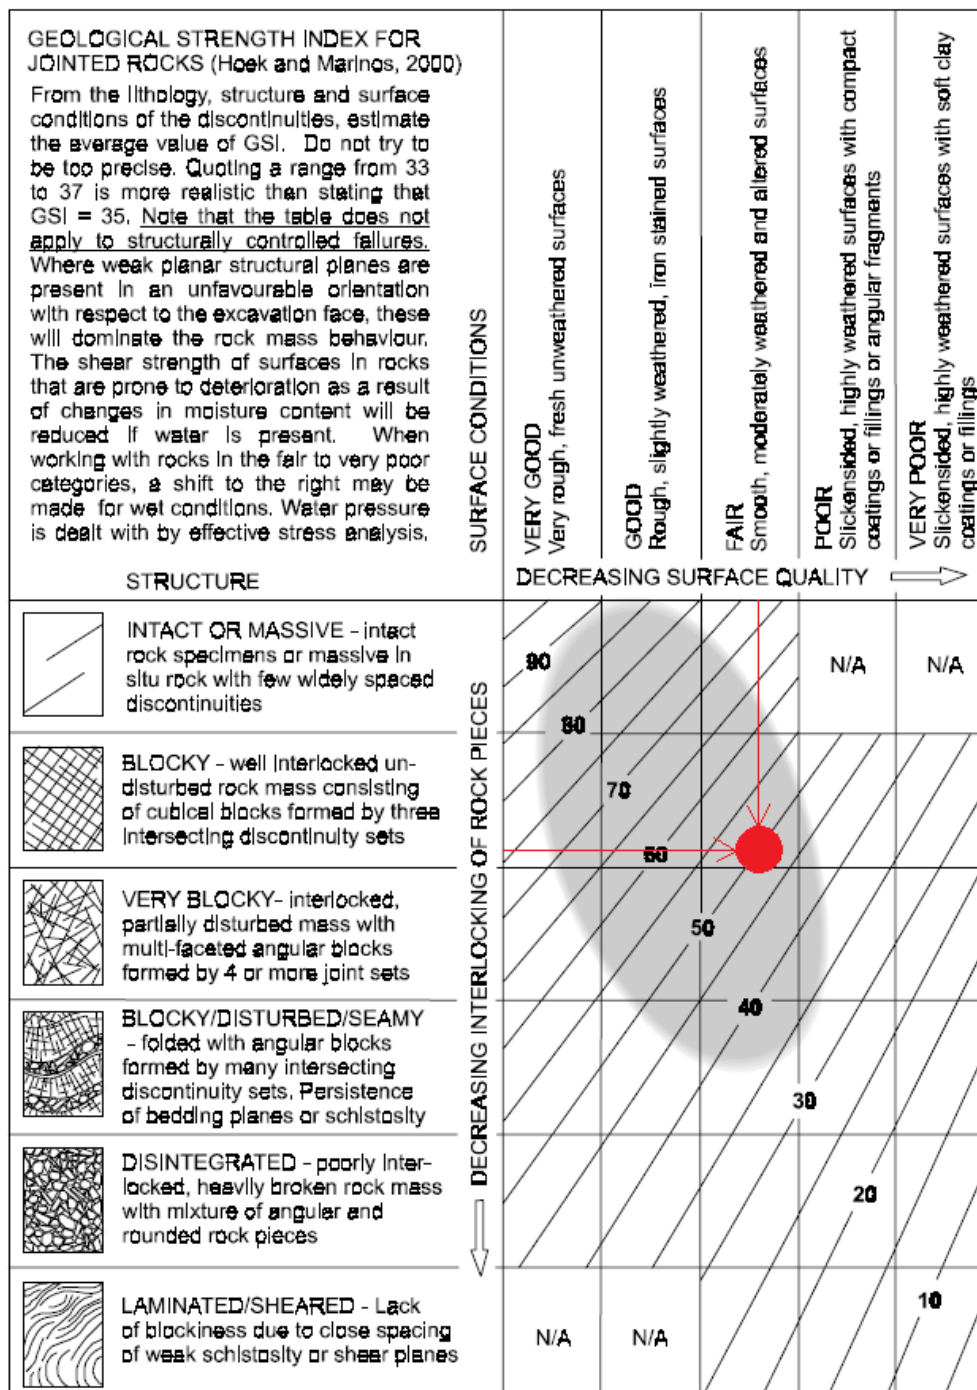 GEOLOGICAL STRENGTH INDEX FOR
JOINTED ROCKS (Hoek and Marinos, 2000)
From the lithology, structure and surface
conditions of the discontinuities, estimate
the average value of GSI. Do not try to
be too precise. Quoting a range from 33
to 37 is more realistic than stating that
GSI = 35. Note that the table does not
apply to structurally controlled failures.
Where weak planar structural planes are
present in an unfavourable orientation
with respect to the excavation face, these
will dominate the rock mass behaviour.
The shear strength of surfaces in rocks
that are prone to deterioration as a result
of changes in moisture content will be
reduced if water is present. When
working with rocks in the fair to very poor
categories, a shift to the right may be
made for wet conditions. Water pressure
is dealt with by effective stress analysis.
STRUCTURE
SURFACE CONDITIONS
VERY GOOD
Very rough, fresh unweathered surfaces
GOOD
Rough, slightly weathered, iron stained surfaces
FAIR
Smooth, moderately weathered and altered surfaces
POOR
Slickensided, highly weathered surfaces with compact
coatings or fillings or angular fragments
VERY POOR
Slickensided, highly weathered surfaces with soft clay
coatings or fillings
DECREASING SURFACE QUALITY
DECREASING INTERLOCKING OF ROCK PIECES
INTACT OR MASSIVE - intact
rock specimens or massive in
situ rock with few widely spaced
discontinuities
BLOCKY - well interlocked un-
disturbed rock mass consisting
of cubical blocks formed by three
intersecting discontinuity sets
VERY BLOCKY- interlocked,
partially disturbed mass with
multi-faceted angular blocks
formed by 4 or more joint sets
BLOCKY/DISTURBED/SEAMY
- folded with angular blocks
formed by many intersecting
discontinuity sets. Persistence
of bedding planes or schistosity
DISINTEGRATED - poorly inter-
locked, heavily broken rock mass
with mixture of angular and
rounded rock pieces
LAMINATED/SHEARED - Lack
of blockiness due to close spacing
of weak schistosity or shear planes
90
N/A
N/A
80
70
60
50
40
30
20
10
N/A
N/A